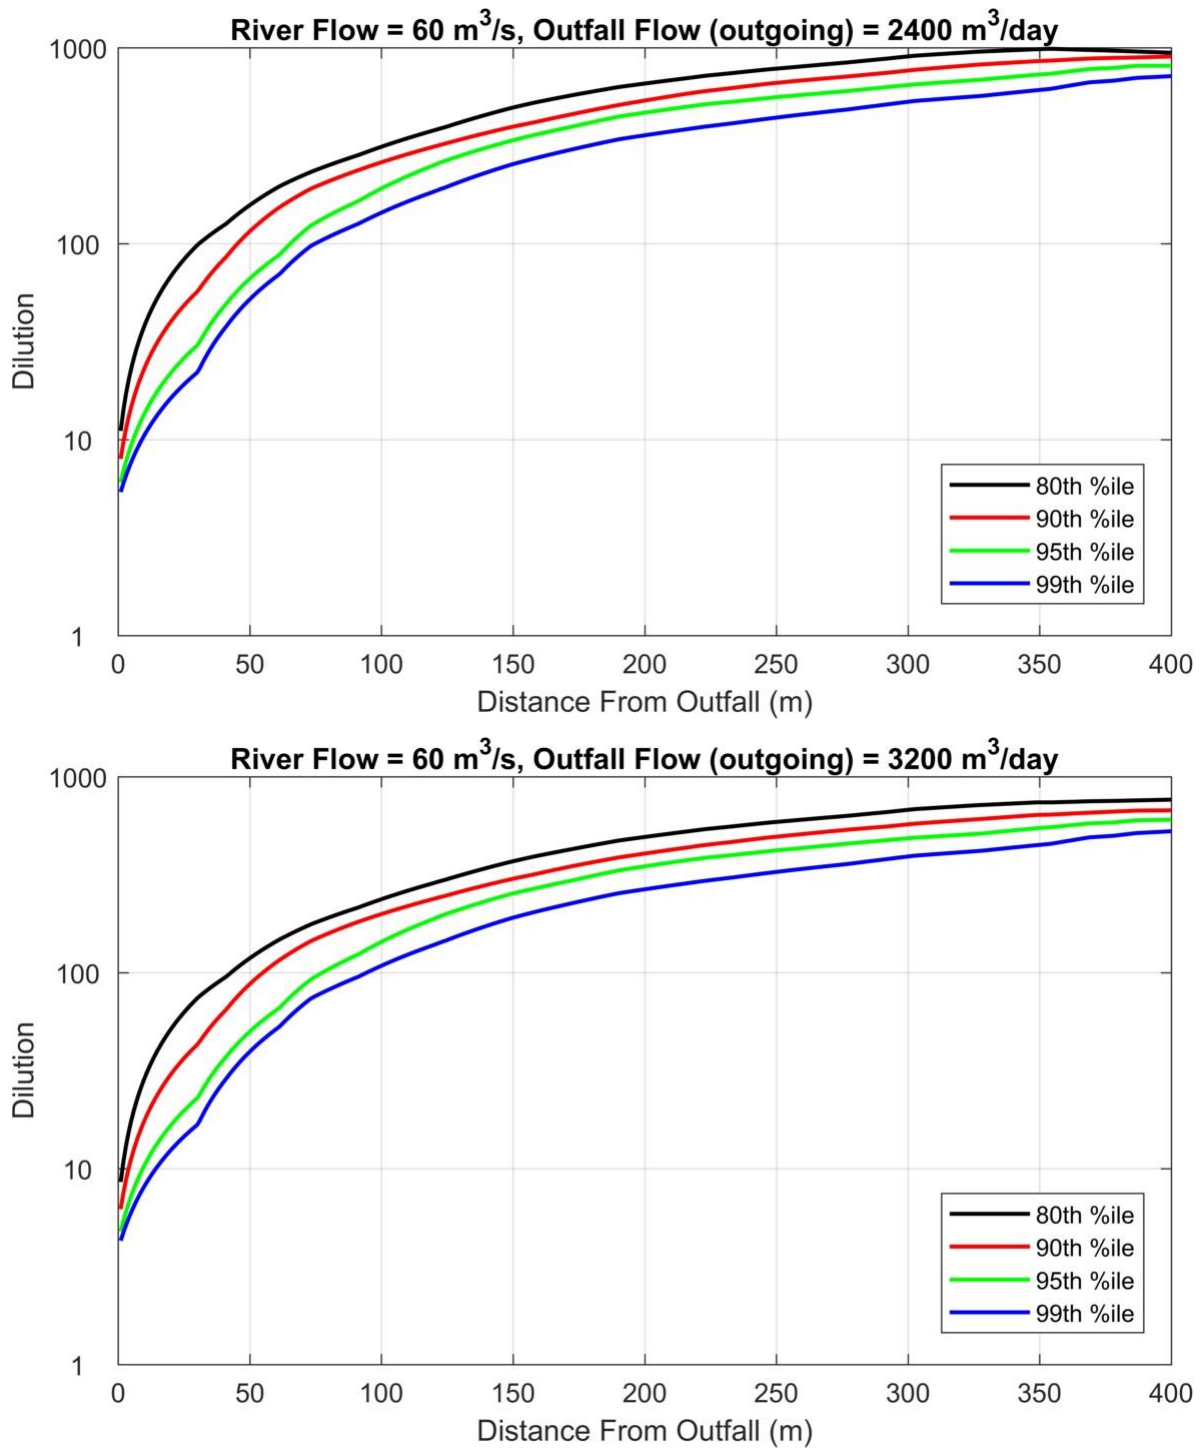 River Flow = 60 m³/s, Outfall Flow (outgoing) = 2400 m³/day
1000
100
10
1
Dilution
80th %ile
90th %ile
95th %ile
99th %ile
0 50 100 150 200 250 300 350 400
Distance From Outfall (m)
River Flow = 60 m³/s, Outfall Flow (outgoing) = 3200 m³/day
1000
100
10
1
Dilution
80th %ile
90th %ile
95th %ile
99th %ile
0 50 100 150 200 250 300 350 400
Distance From Outfall (m)